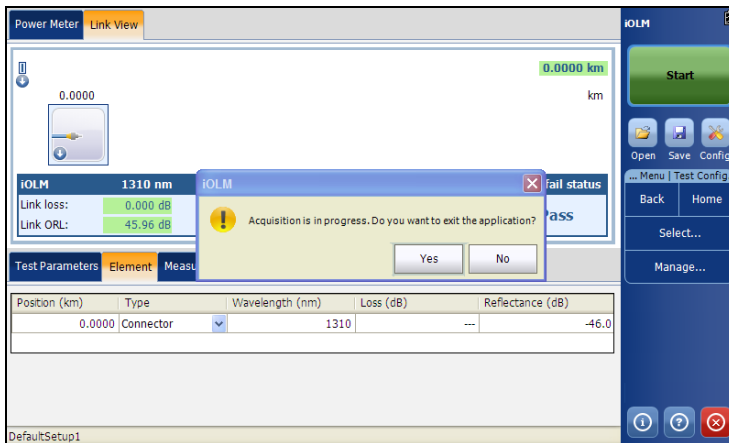 Power Meter Link View
iOLM
0.0000 km
Start
0.0000
km
Open Save Config
... Menu | Test Config.
iOLM 1310 nm
iOLM
fail status
Back Home
Link loss: 0.000 dB
Acquisition is in progress. Do you want to exit the application?
Link ORL: 45.96 dB
Select...
Yes No
Test Parameters Element
Manage...
Position (km) Type Wavelength (nm) Loss (dB) Reflectance (dB)
0.0000 Connector 1310 --- -46.0
DefaultSetup1